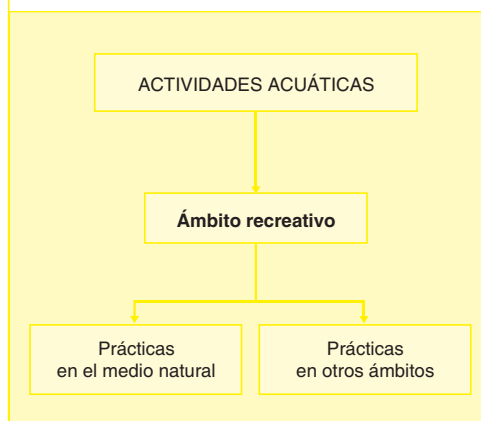 ACTIVIDADES ACUÁTICAS
Ámbito recreativo
Prácticas
en el medio natural
Prácticas
en otros ámbitos